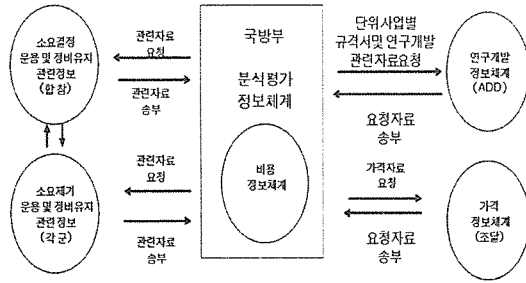 소요결정
운용 및 정비유지
관련정보
(합참)
관련자료
요청
관련자료
송부
소요제기
운용 및 정비유지
관련정보
(각 군)
관련자료
요청
관련자료
송부
국방부
분석평가
정보체계
비용
정보체계
단위사업별
규격서및 연구개발
관련자료요청
요청자료
송부
연구개발
정보체계
(ADD)
가격자료
요청
요청자료
송부
가격
정보체계
(조달)